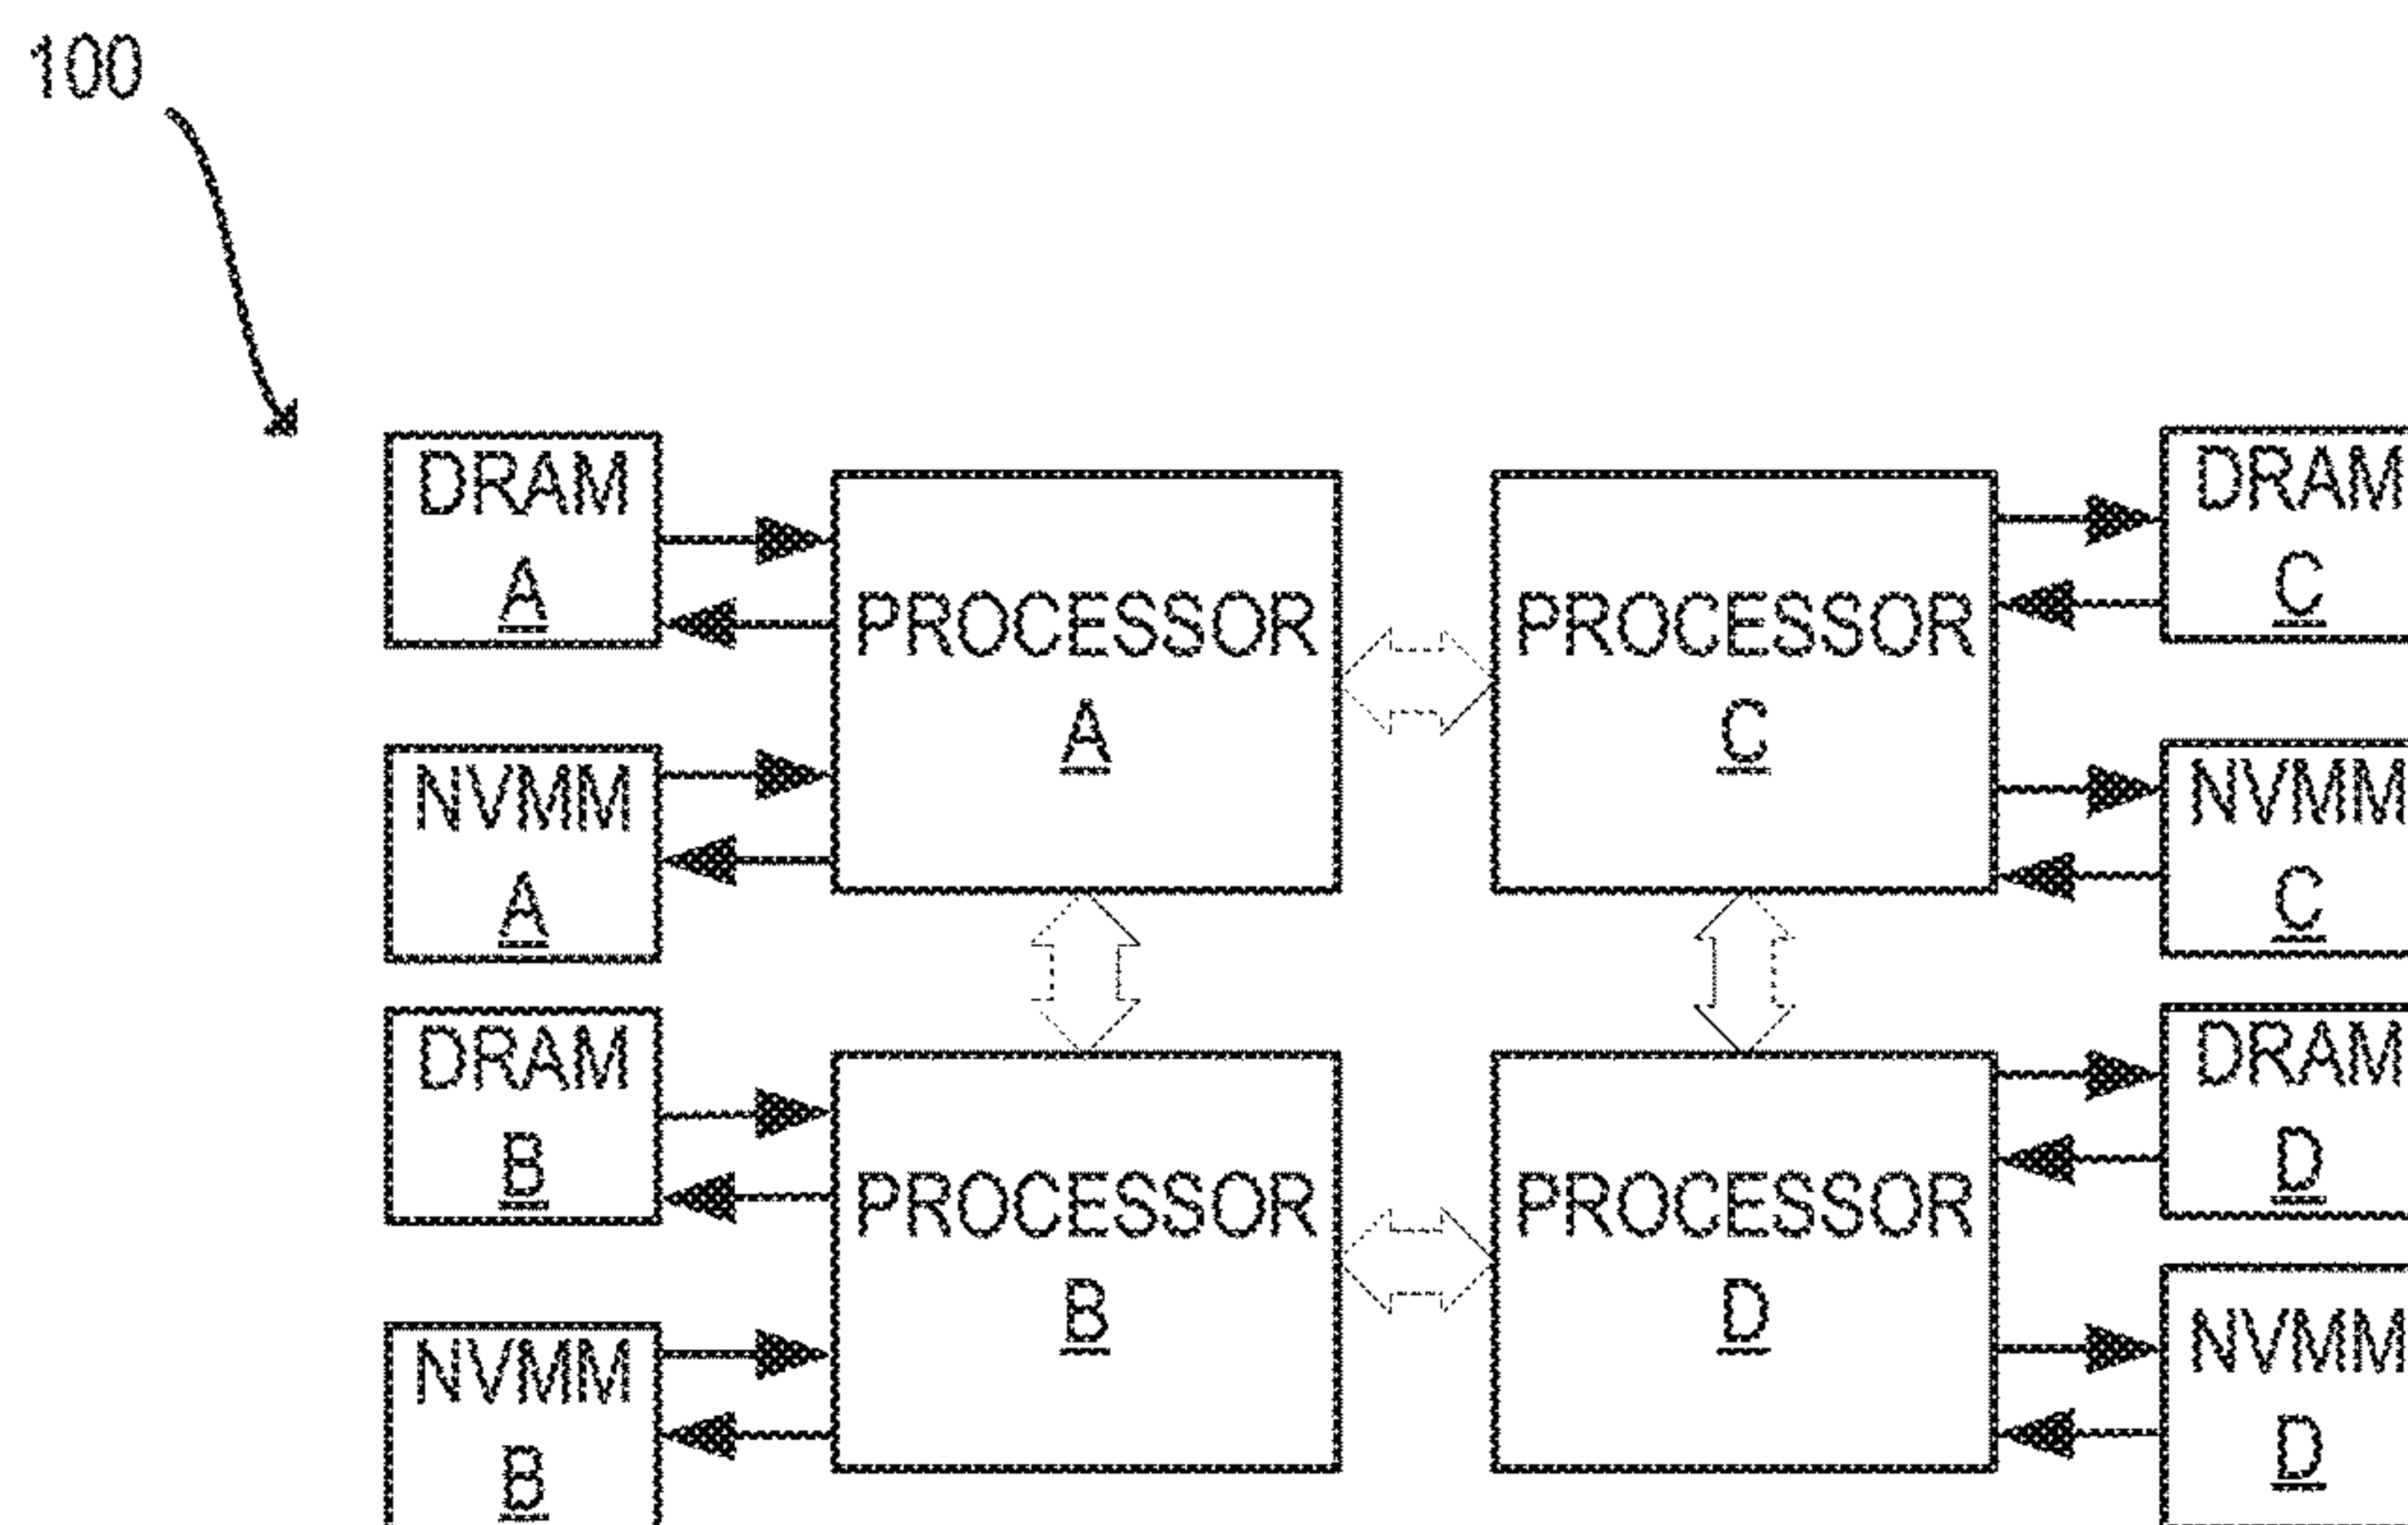 100
DRAM
A
PROCESSOR
A
NVMM
A
PROCESSOR
C
DRAM
C
NVMM
C
DRAM
B
PROCESSOR
B
NVMM
B
PROCESSOR
D
DRAM
D
NVMM
D